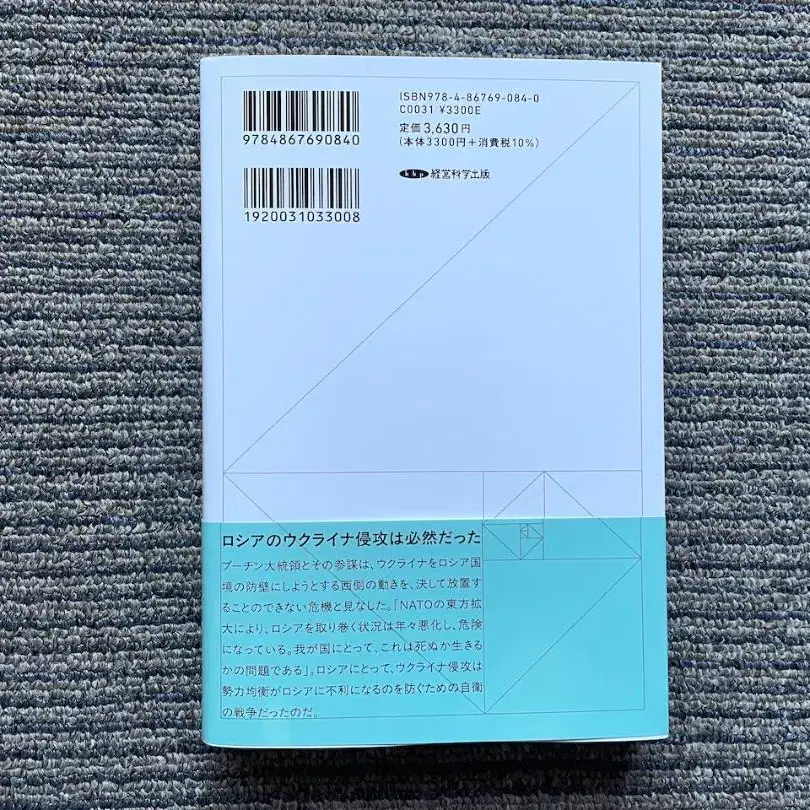 9784867690840
1920031033008
ISBN978-4-86769-084-0
C0031 ¥3300E
定価3,630円
(本体3300円+消費税10%)
経営科学出版
ロシアのウクライナ侵攻は必然だった
プーチン大統領とその参謀は、ウクライナをロシア国
境の防壁にしようとする西側の動きを、決して放置す
ることのできない危機と見なした。「NATOの東方拡
大により、ロシアを取り巻く状況は年々悪化し、危険
になっている。我が国にとって、これは死ぬか生きる
かの問題である」。ロシアにとって、ウクライナ侵攻は
勢力均衡がロシアに不利になるのを防ぐための自衛
の戦争だったのだ。